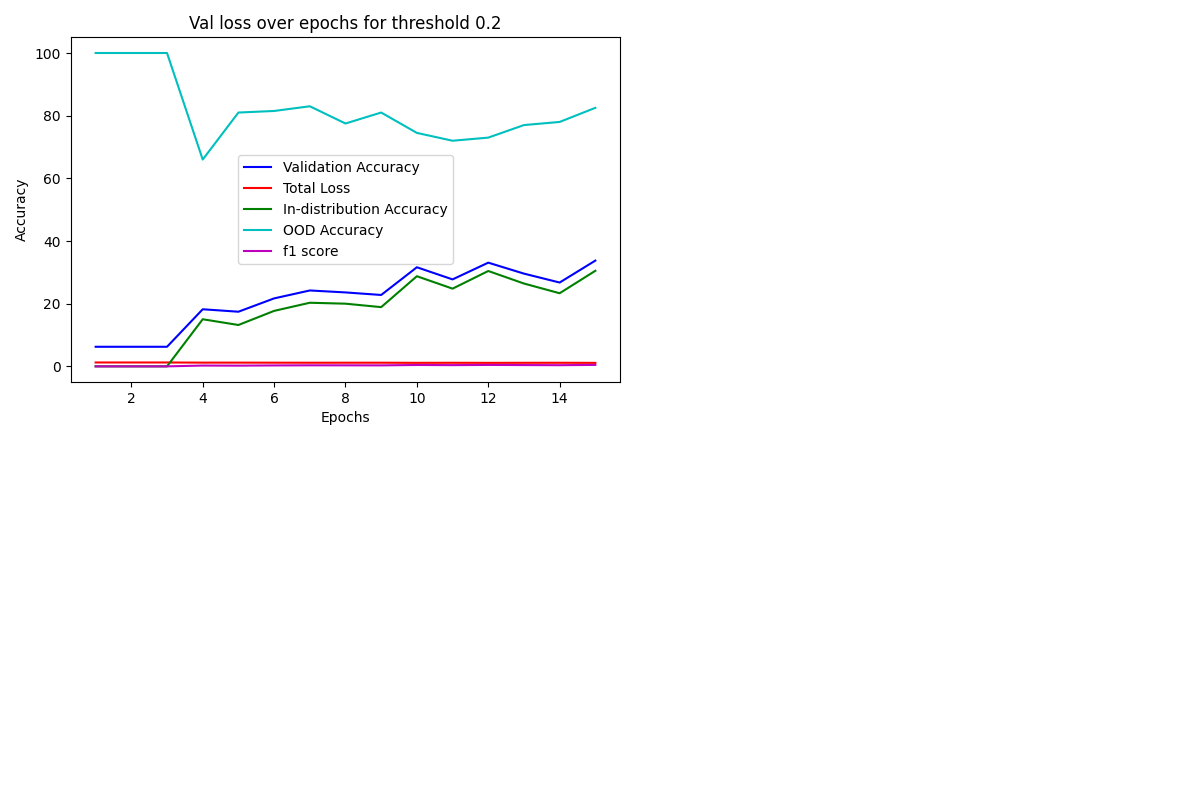 Val loss over epochs for threshold 0.2
100
80
60
40
20
0
Accuracy
Validation Accuracy
Total Loss
In-distribution Accuracy
OOD Accuracy
f1 score
2 4 6 8 10 12 14
Epochs